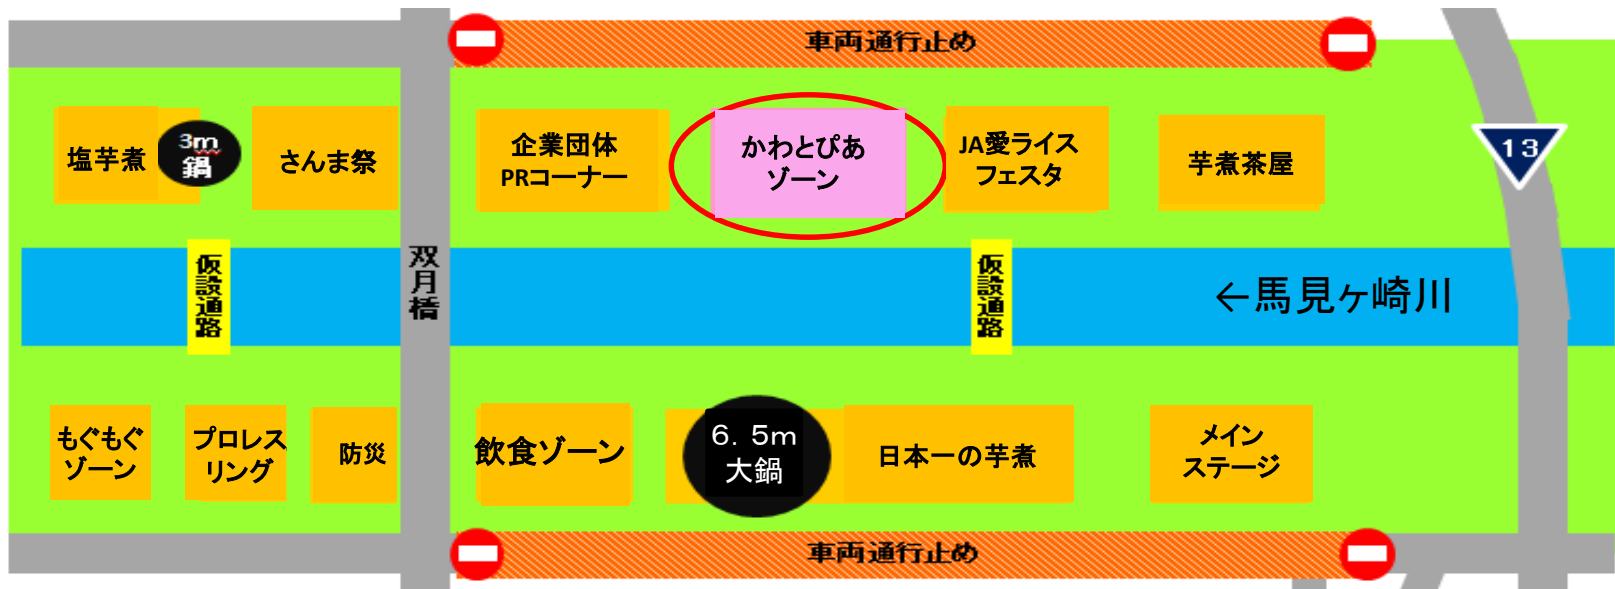 車両通行止め
塩芋煮
3m
鍋
さんま祭
企業団体
PRコーナー
かわとぴあ
ゾーン
JA愛ライス
フェスタ
芋煮茶屋
13
仮設通路
双月橋
仮設通路
←馬見ヶ崎川
もぐもぐ
ゾーン
プロレス
リング
防災
飲食ゾーン
6．5m
大鍋
日本一の芋煮
メイン
ステージ
車両通行止め